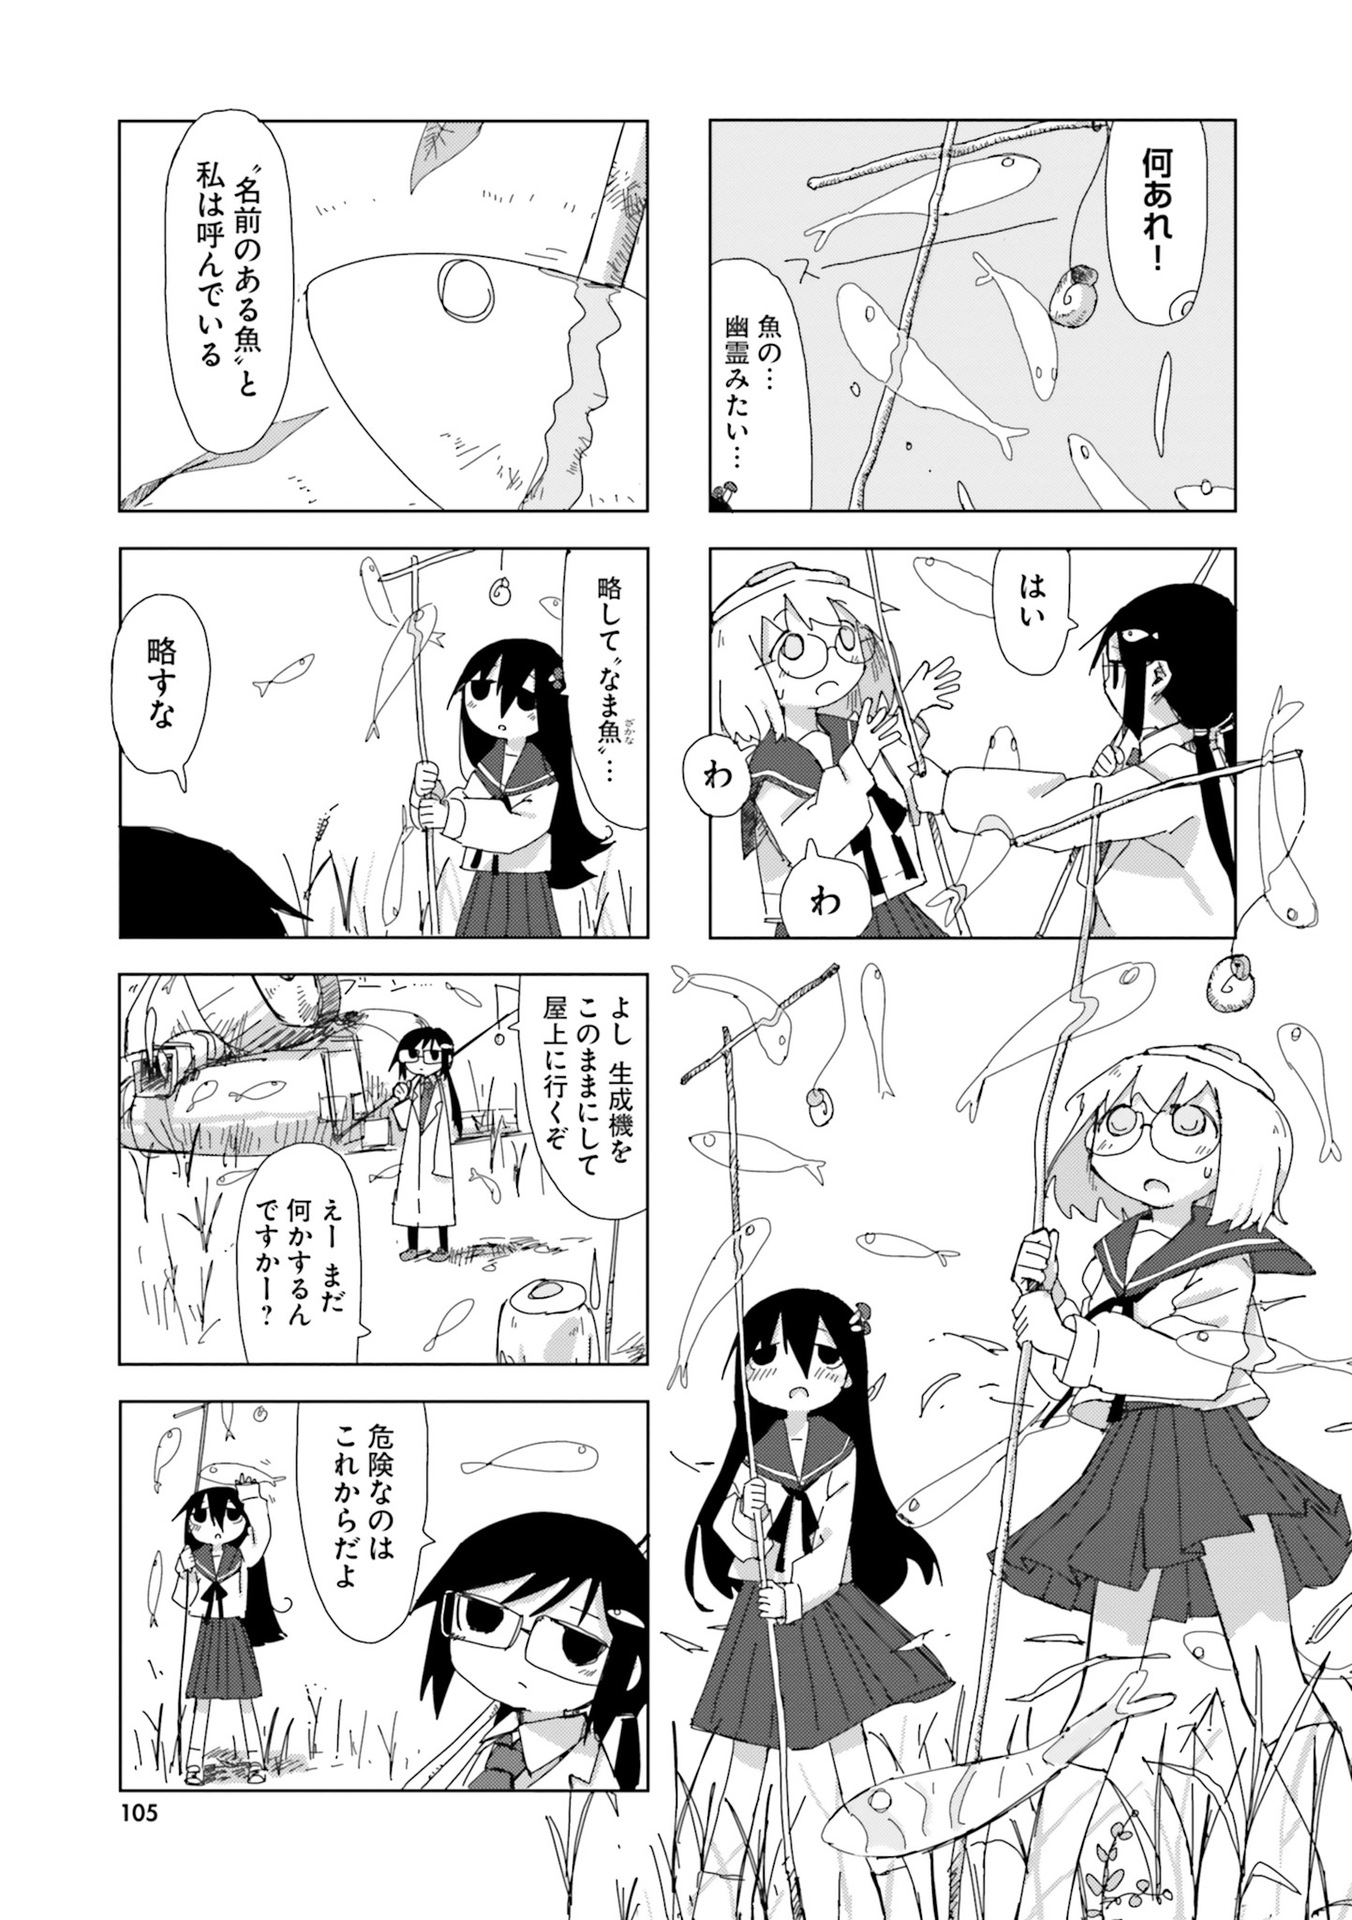 何あれ！
魚の…
幽霊みたい…
ス
はい
わ
わ
〝名前のある魚〟と
私は呼んでいる
略して〝なま魚〟…
ざかな
略すな
よし 生成機を
このままにして
屋上に行くぞ
えー まだ
何かするん
ですかー？
危険なのは
これからだよ
105